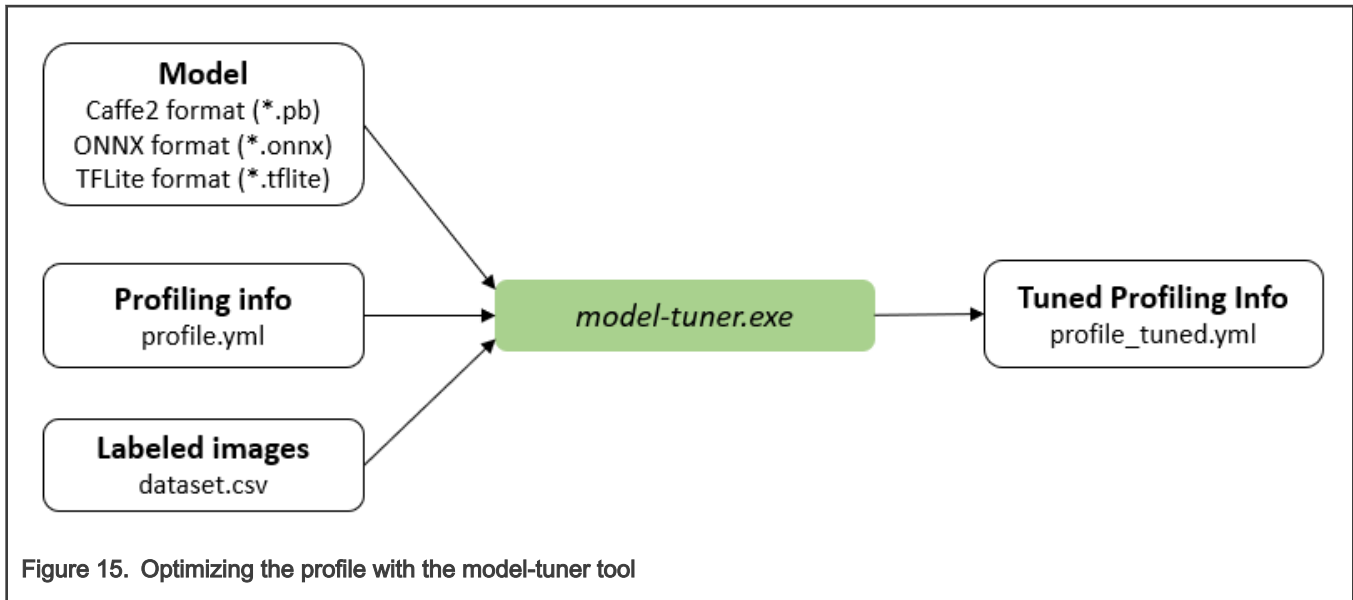 Model
Caffe2 format (*.pb)
ONNX format (*.onnx)
TFLite format (*.tflite)
Profiling info
profile.yml
Labeled images
dataset.csv
model-tuner.exe
Tuned Profiling Info
profile_tuned.yml
Figure 15. Optimizing the profile with the model-tuner tool